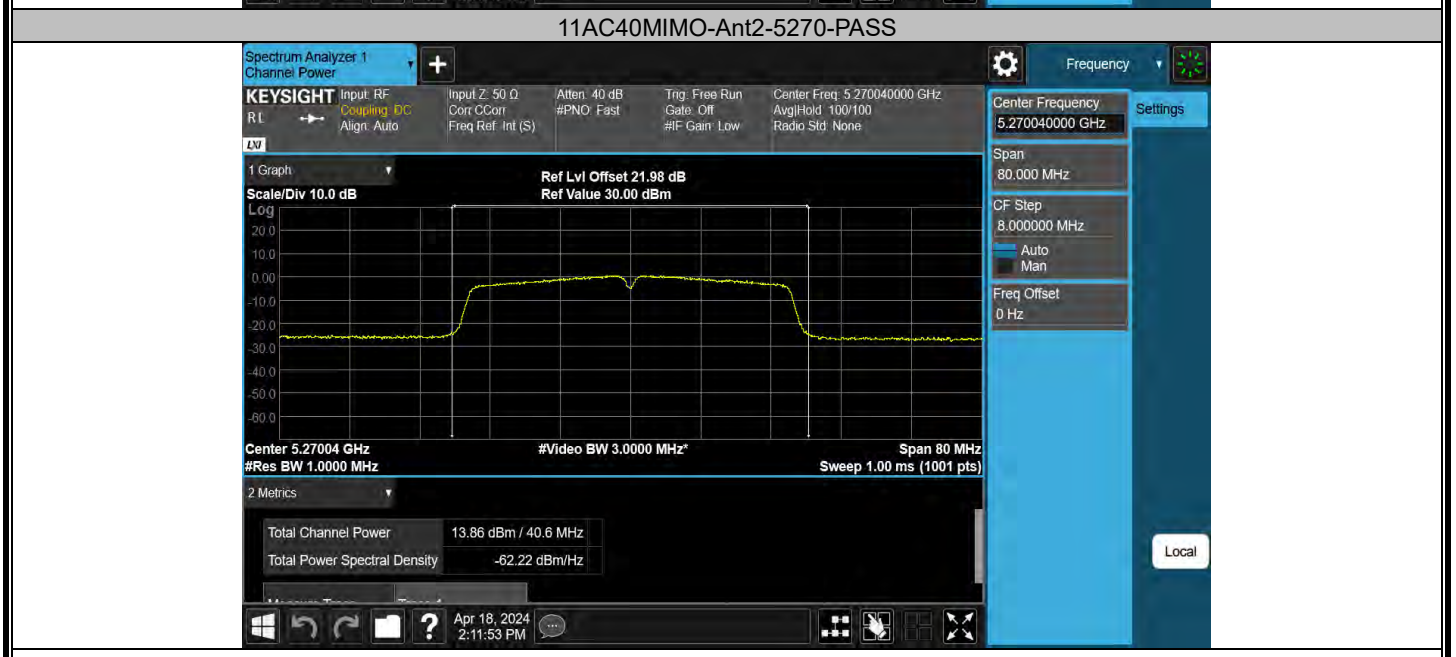 11AC40MIMO-Ant2-5270-PASS
Spectrum Analyzer 1
Channel Power
+
Frequency
KEYSIGHT
RL
LXI
Input: RF
Coupling: DC
Align: Auto
Input Z: 50 Ω
Corr CCorr
Freq Ref: Int (S)
Atten: 40 dB
#PNO: Fast
Trig: Free Run
Gate: Off
#IF Gain: Low
Center Freq: 5.270040000 GHz
Avg|Hold: 100/100
Radio Std: None
Center Frequency
5.270040000 GHz
Settings
Span
80.000 MHz
CF Step
8.000000 MHz
Auto
Man
Freq Offset
0 Hz
1 Graph
Scale/Div 10.0 dB
Ref Lvl Offset 21.98 dB
Ref Value 30.00 dBm
Log
20.0
10.0
0.00
-10.0
-20.0
-30.0
-40.0
-50.0
-60.0
Center 5.27004 GHz
#Video BW 3.0000 MHz*
Span 80 MHz
#Res BW 1.0000 MHz
Sweep 1.00 ms (1001 pts)
2 Metrics
Total Channel Power 13.86 dBm / 40.6 MHz
Total Power Spectral Density -62.22 dBm/Hz
Local
?
Apr 18, 2024
2:11:53 PM